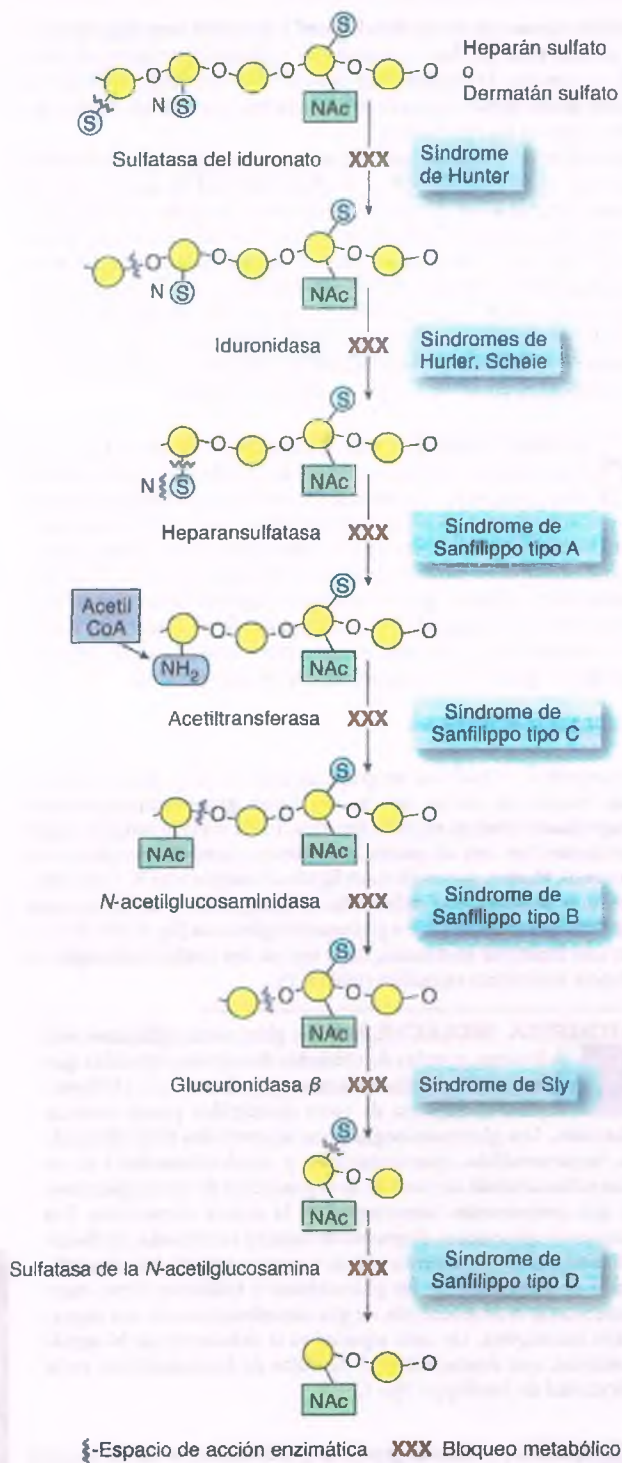 S
Heparán sulfato
O O O O O
o
Dermatán sulfato
S N S NAc
Sulfatasa del iduronato XXX Síndrome
de Hunter
S
O O O O O
N S NAc
Iduronidasa XXX Síndromes de
Hurler, Scheie
S
O O O O
N S NAc
Heparansulfatasa XXX Síndrome de
Sanfilippo tipo A
S
Acetil
CoA
O O O O
NH2 NAc
Acetiltransferasa XXX Síndrome de
Sanfilippo tipo C
S
O O O O
NAc NAc
N-acetilglucosaminidasa XXX Síndrome de
Sanfilippo tipo B
S
O O O
NAc
Glucuronidasa β XXX Síndrome de Sly
S
O O
NAc
Sulfatasa de la N-acetilglucosamina XXX Síndrome de
Sanfilippo tipo D
O O
NAc
-Espacio de acción enzimática XXX Bloqueo metabólico